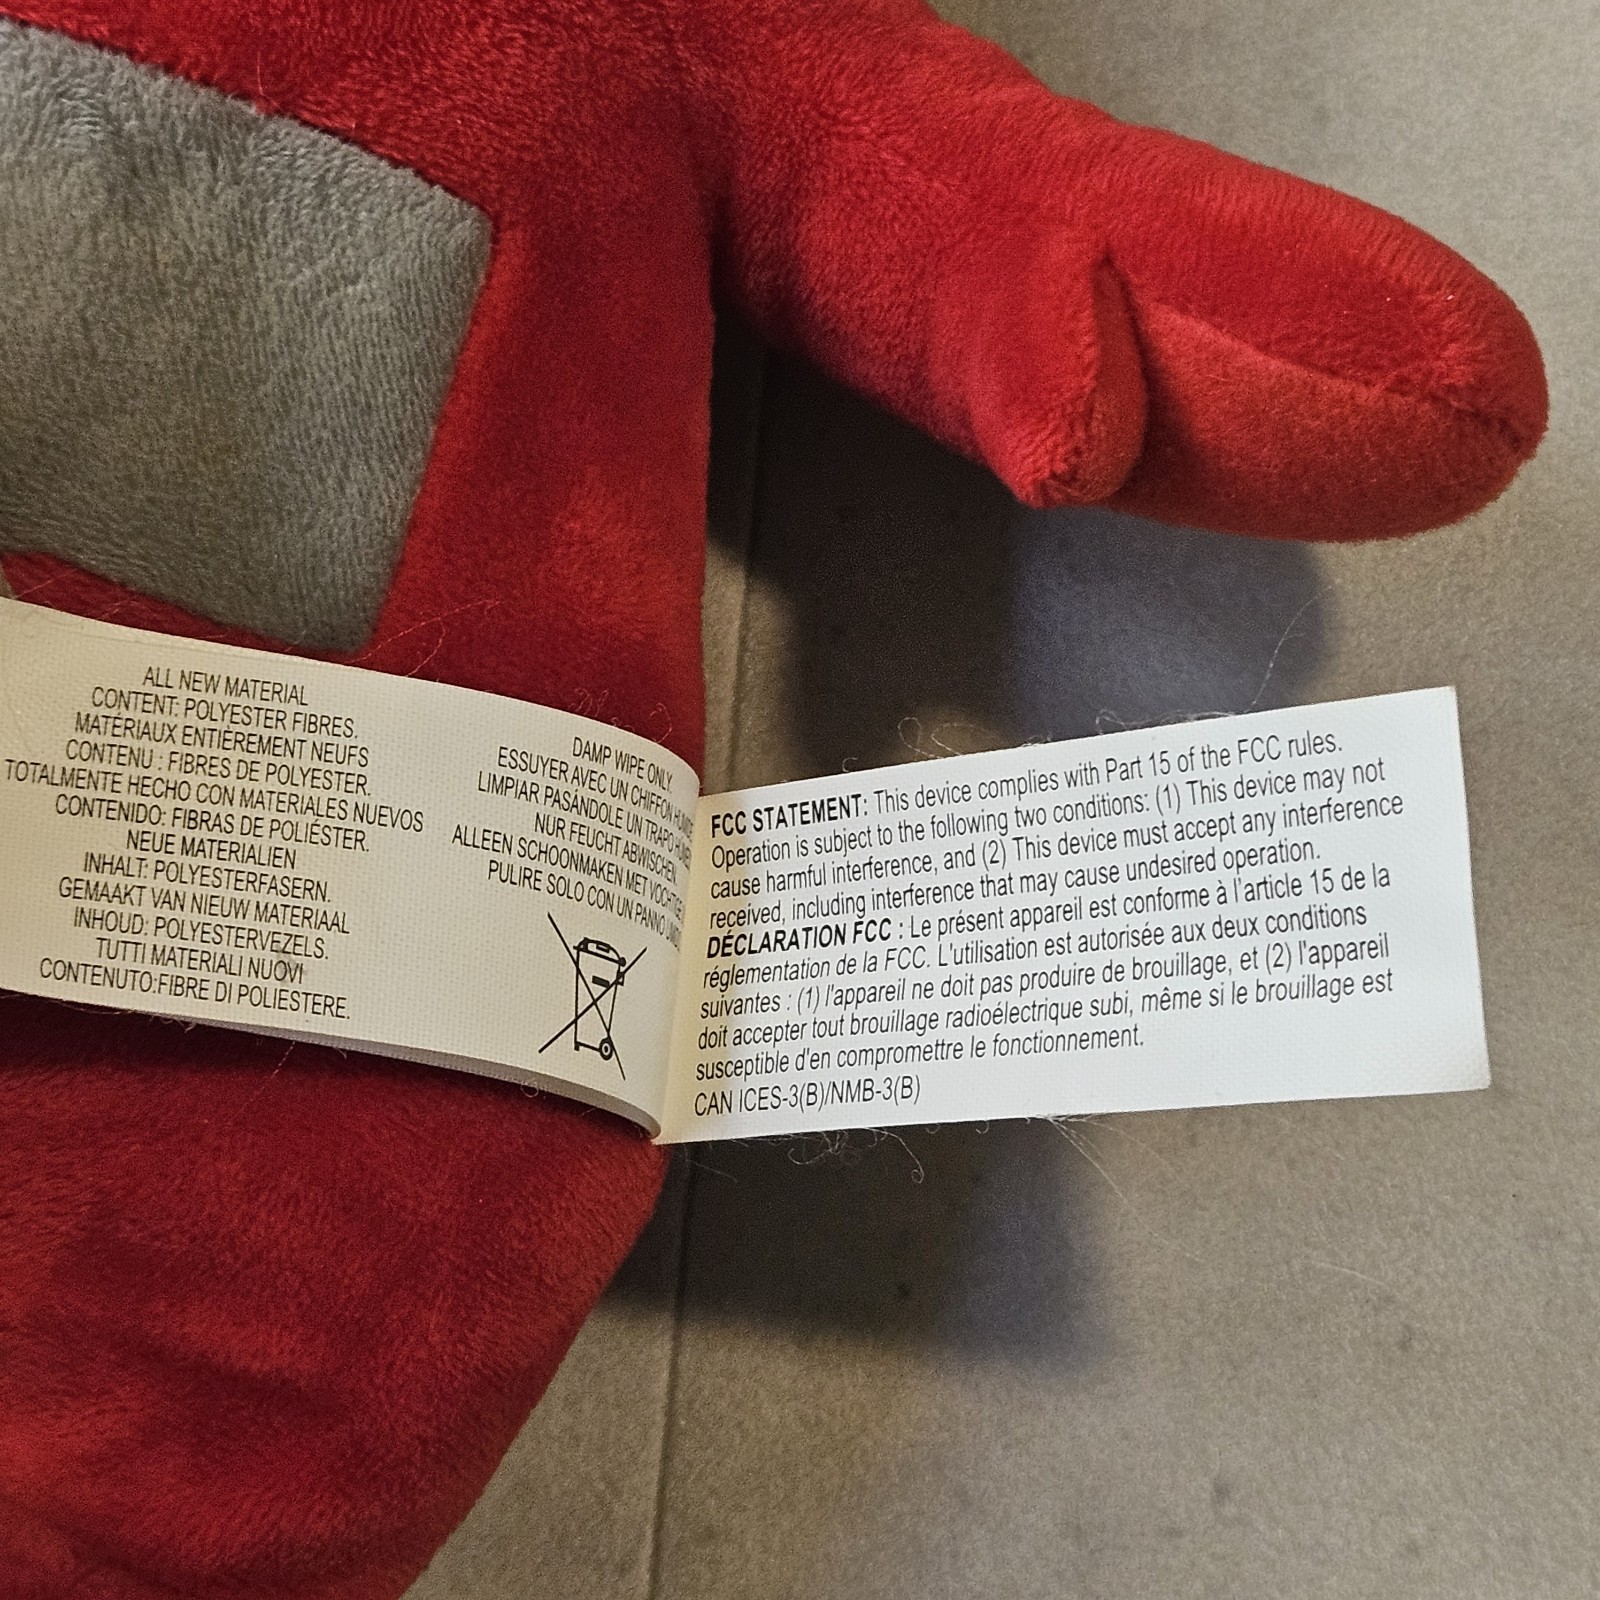 ALL NEW MATERIAL
CONTENT: POLYESTER FIBRES.
MATÉRIAUX ENTIÈREMENT NEUFS
CONTENU : FIBRES DE POLYESTER.
TOTALMENTE HECHO CON MATERIALES NUEVOS
CONTENIDO: FIBRAS DE POLIÉSTER.
NEUE MATERIALIEN
INHALT: POLYESTERFASERN.
GEMAAKT VAN NIEUW MATERIAAL
INHOUD: POLYESTERVEZELS.
TUTTI MATERIALI NUOVI
CONTENUTO:FIBRE DI POLIESTERE.
DAMP WIPE ONLY.
ESSUYER AVEC UN CHIFFON
LIMPIAR PASÁNDOLE UN TRAPO
NUR FEUCHT ABWISCHEN
ALLEEN SCHOONMAKEN MET
PULIRE SOLO CON UN PANNO
FCC STATEMENT: This device complies with Part 15 of the FCC rules.
Operation is subject to the following two conditions: (1) This device may not
cause harmful interference, and (2) This device must accept any interference
received, including interference that may cause undesired operation.
DÉCLARATION FCC : Le présent appareil est conforme à l'article 15 de la
réglementation de la FCC. L'utilisation est autorisée aux deux conditions
suivantes : (1) l'appareil ne doit pas produire de brouillage, et (2) l'appareil
doit accepter tout brouillage radioélectrique subi, même si le brouillage est
susceptible d'en compromettre le fonctionnement.
CAN ICES-3(B)/NMB-3(B)